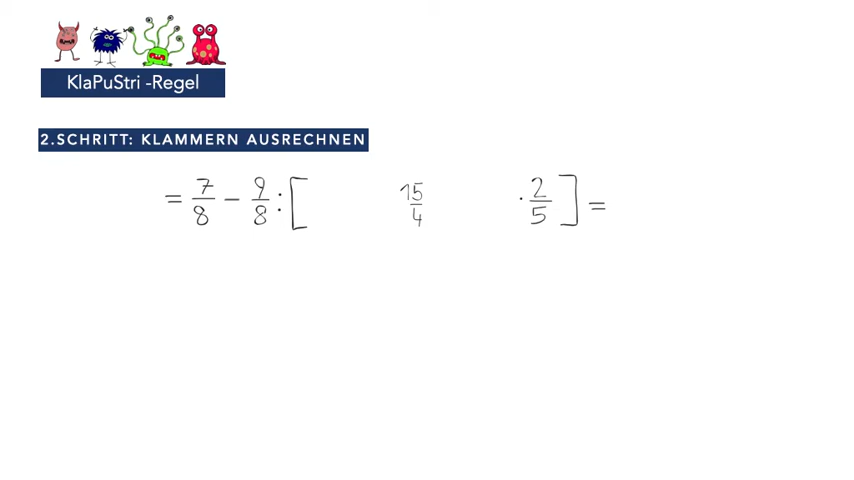 KlaPuStri -Regel
2.SCHRITT: KLAMMERN AUSRECHNEN
= 7/8 - 9/8 : [ 15/4 · 2/5 ] =